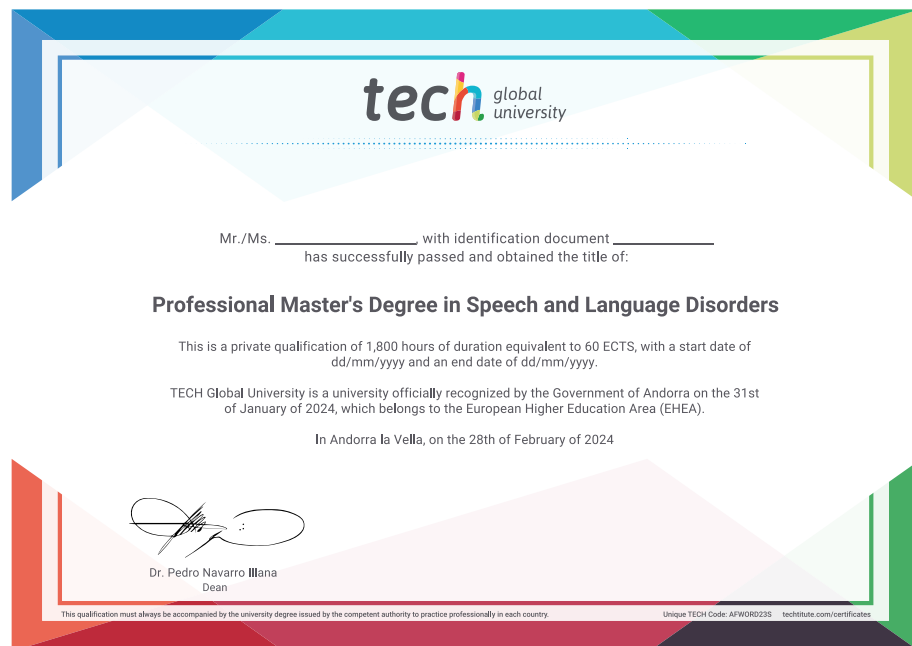 tech global university
Mr./Ms. ____________________, with identification document ______________
has successfully passed and obtained the title of:
Professional Master's Degree in Speech and Language Disorders
This is a private qualification of 1,800 hours of duration equivalent to 60 ECTS, with a start date of
dd/mm/yyyy and an end date of dd/mm/yyyy.
TECH Global University is a university officially recognized by the Government of Andorra on the 31st
of January of 2024, which belongs to the European Higher Education Area (EHEA).
In Andorra la Vella, on the 28th of February of 2024
Dr. Pedro Navarro Illana
Dean
This qualification must always be accompanied by the university degree issued by the competent authority to practice professionally in each country. Unique TECH Code: AFWORD23S techtitute.com/certificates